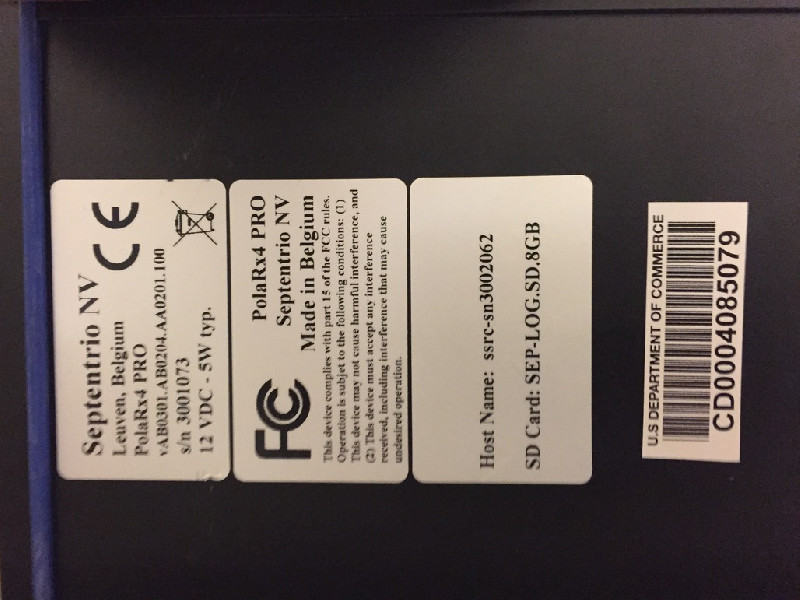 Septentrio NV
Leuven, Belgium
PolaRx4 PRO
vAB0301.AB0204.AA0201.100
s/n 3001073
12 VDC - 5W typ.
CE
FC
PolaRx4 PRO
Septentrio NV
Made in Belgium
This device complies with part 15 of the FCC rules.
Operation is subjet to the following conditions: (1)
This device may not cause harmful interference, and
(2) This device must accept any interference
received, including interference that may cause
undesired operation.
Host Name: ssrc-sn3002062
SD Card: SEP-LOG.SD.8GB
U.S DEPARTMENT OF COMMERCE
CD0004085079